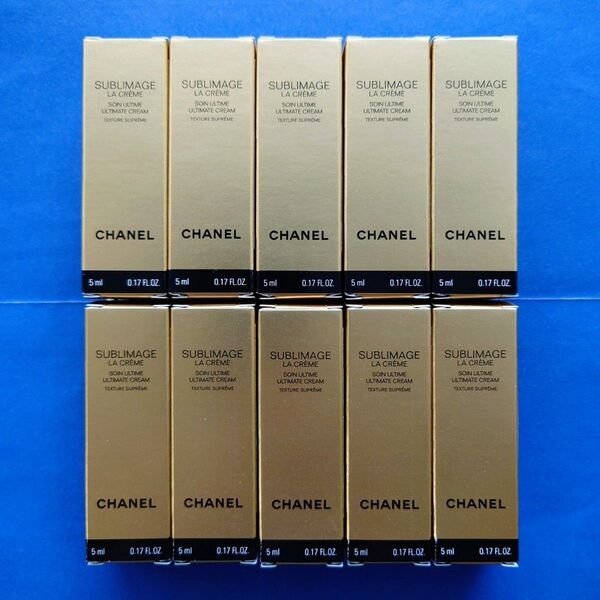 SUBLIMAGE
LA CRÈME
SOIN ULTIME
ULTIMATE CREAM
TEXTURE SUPRÊME
CHANEL
5 ml 0.17 FL.OZ.
SUBLIMAGE
LA CRÈME
SOIN ULTIME
ULTIMATE CREAM
TEXTURE SUPRÊME
CHANEL
5 ml 0.17 FL.OZ.
SUBLIMAGE
LA CRÈME
SOIN ULTIME
ULTIMATE CREAM
TEXTURE SUPRÊME
CHANEL
5 ml 0.17 FL.OZ.
SUBLIMAGE
LA CRÈME
SOIN ULTIME
ULTIMATE CREAM
TEXTURE SUPRÊME
CHANEL
5 ml 0.17 FL.OZ.
SUBLIMAGE
LA CRÈME
SOIN ULTIME
ULTIMATE CREAM
TEXTURE SUPRÊME
CHANEL
5 ml 0.17 FL.OZ.
SUBLIMAGE
LA CRÈME
SOIN ULTIME
ULTIMATE CREAM
TEXTURE SUPRÊME
CHANEL
5 ml 0.17 FL.OZ.
SUBLIMAGE
LA CRÈME
SOIN ULTIME
ULTIMATE CREAM
TEXTURE SUPRÊME
CHANEL
5 ml 0.17 FL.OZ.
SUBLIMAGE
LA CRÈME
SOIN ULTIME
ULTIMATE CREAM
TEXTURE SUPRÊME
CHANEL
5 ml 0.17 FL.OZ.
SUBLIMAGE
LA CRÈME
SOIN ULTIME
ULTIMATE CREAM
TEXTURE SUPRÊME
CHANEL
5 ml 0.17 FL.OZ.
SUBLIMAGE
LA CRÈME
SOIN ULTIME
ULTIMATE CREAM
TEXTURE SUPRÊME
CHANEL
5 ml 0.17 FL.OZ.